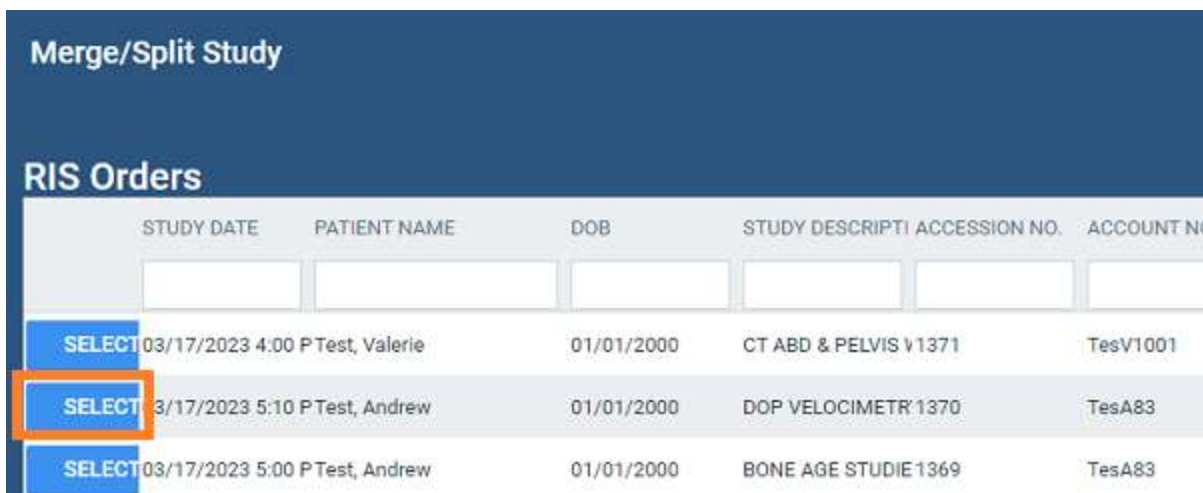 Merge/Split Study
RIS Orders
STUDY DATE PATIENT NAME DOB STUDY DESCRIPTI ACCESSION NO. ACCOUNT NO
SELECT 03/17/2023 4:00 P Test, Valerie 01/01/2000 CT ABD & PELVIS W 1371 TesV1001
SELECT 3/17/2023 5:10 P Test, Andrew 01/01/2000 DOP VELOCIMETR 1370 TesA83
SELECT 03/17/2023 5:00 P Test, Andrew 01/01/2000 BONE AGE STUDIE 1369 TesA83